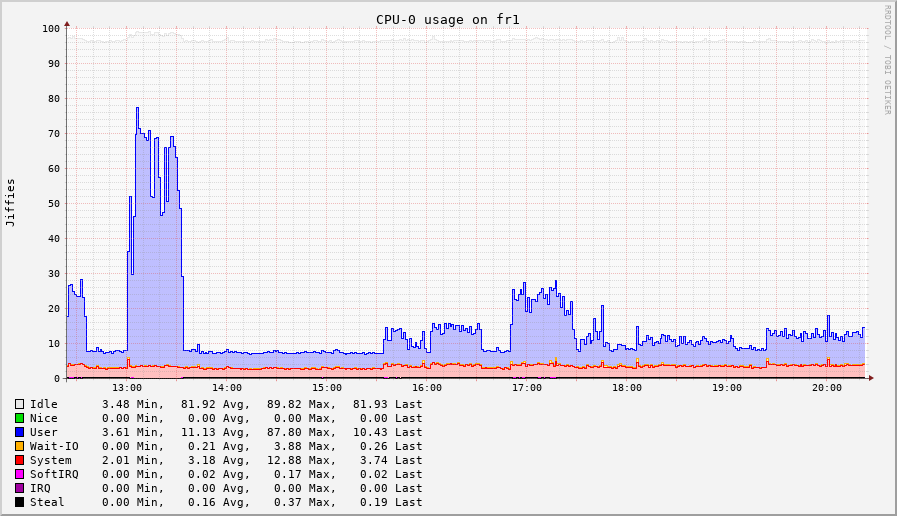 CPU-0 usage on fr1
RRDTOOL / TOBI OETIKER
Jiffies
100
90
80
70
60
50
40
30
20
10
0
13:00 14:00 15:00 16:00 17:00 18:00 19:00 20:00
Idle 3.48 Min, 81.92 Avg, 89.82 Max, 81.93 Last
Nice 0.00 Min, 0.00 Avg, 0.00 Max, 0.00 Last
User 3.61 Min, 11.13 Avg, 87.80 Max, 10.43 Last
Wait-IO 0.00 Min, 0.21 Avg, 3.88 Max, 0.26 Last
System 2.01 Min, 3.18 Avg, 12.88 Max, 3.74 Last
SoftIRQ 0.00 Min, 0.02 Avg, 0.17 Max, 0.02 Last
IRQ 0.00 Min, 0.00 Avg, 0.00 Max, 0.00 Last
Steal 0.00 Min, 0.16 Avg, 0.37 Max, 0.19 Last